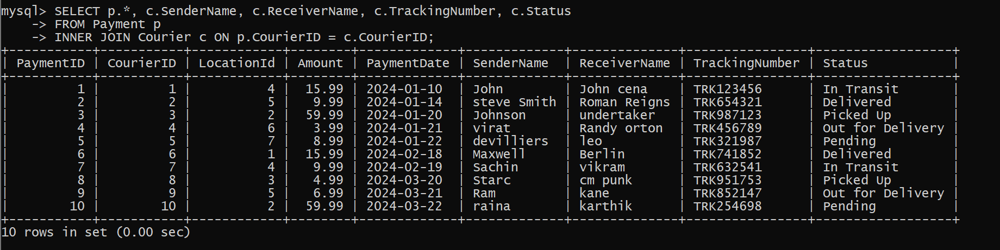 mysql> SELECT p.*, c.SenderName, c.ReceiverName, c.TrackingNumber, c.Status
    -> FROM Payment p
    -> INNER JOIN Courier c ON p.CourierID = c.CourierID;
+-----------+-----------+------------+--------+-------------+-------------+--------------+----------------+------------------+
| PaymentID | CourierID | LocationId | Amount | PaymentDate | SenderName  | ReceiverName | TrackingNumber | Status           |
+-----------+-----------+------------+--------+-------------+-------------+--------------+----------------+------------------+
|         1 |         1 |          4 |  15.99 | 2024-01-10  | John        | John cena    | TRK123456      | In Transit       |
|         2 |         2 |          5 |   9.99 | 2024-01-14  | steve Smith | Roman Reigns | TRK654321      | Delivered        |
|         3 |         3 |          2 |  59.99 | 2024-01-20  | Johnson     | undertaker   | TRK987123      | Picked Up        |
|         4 |         4 |          6 |   3.99 | 2024-01-21  | virat       | Randy orton  | TRK456789      | Out for Delivery |
|         5 |         5 |          7 |   8.99 | 2024-01-22  | devilliers  | leo          | TRK321987      | Pending          |
|         6 |         6 |          1 |  15.99 | 2024-02-18  | Maxwell     | Berlin       | TRK741852      | Delivered        |
|         7 |         7 |          4 |   9.99 | 2024-02-19  | Sachin      | vikram       | TRK632541      | In Transit       |
|         8 |         8 |          3 |   4.99 | 2024-03-20  | Starc       | cm punk      | TRK951753      | Picked Up        |
|         9 |         9 |          5 |   6.99 | 2024-03-21  | Ram         | kane         | TRK852147      | Out for Delivery |
|        10 |        10 |          2 |  59.99 | 2024-03-22  | raina       | karthik      | TRK254698      | Pending          |
+-----------+-----------+------------+--------+-------------+-------------+--------------+----------------+------------------+
10 rows in set (0.00 sec)